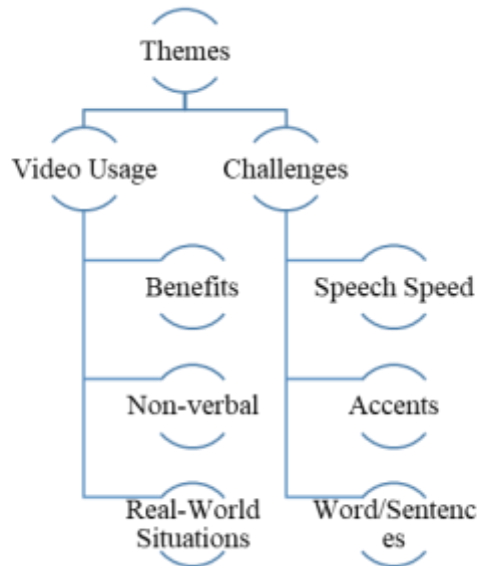 Themes
Video Usage
Challenges
Benefits
Speech Speed
Non-verbal
Accents
Real-World
Situations
Word/Sentenc
es